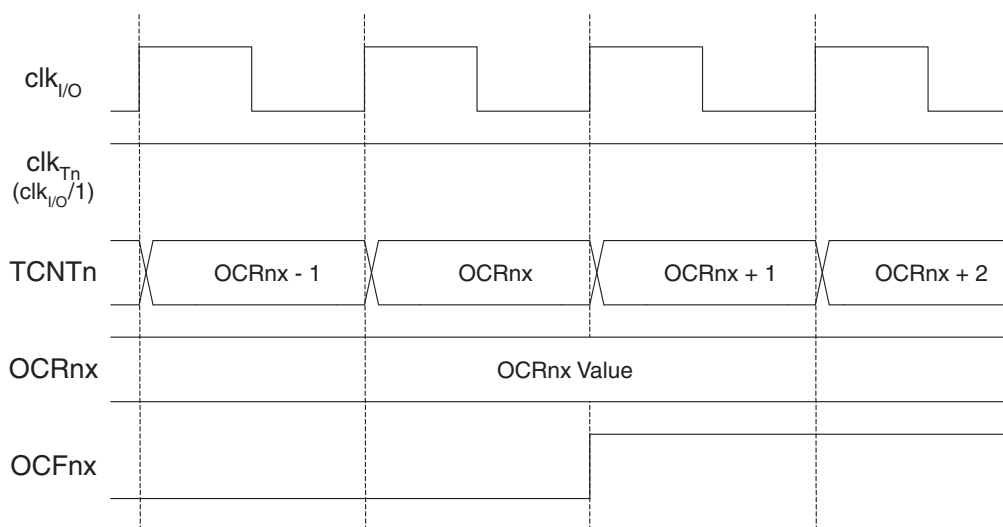 clkI/O
clkTn
(clkI/O/1)
TCNTn OCRnx - 1 OCRnx OCRnx + 1 OCRnx + 2
OCRnx OCRnx Value
OCFnx